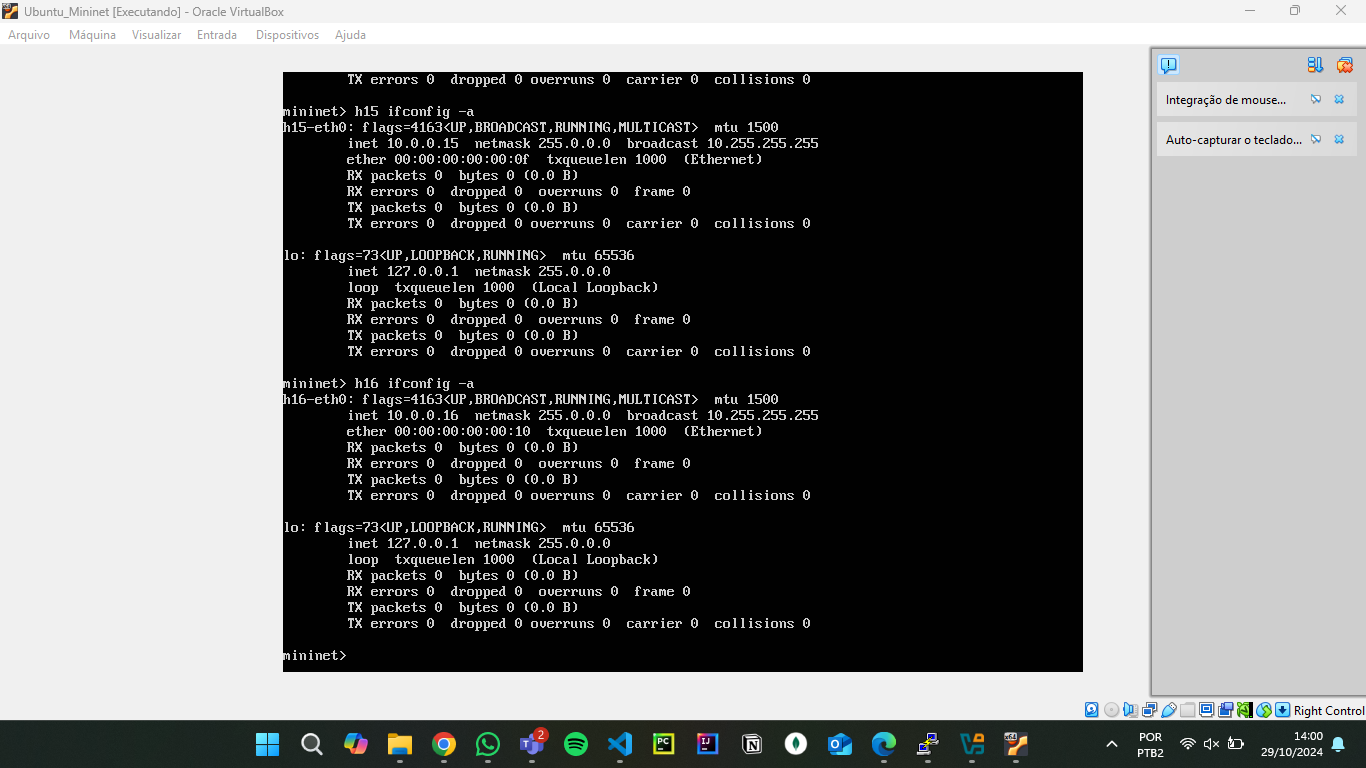 Ubuntu_Mininet [Executando] - Oracle VirtualBox
Arquivo Máquina Visualizar Entrada Dispositivos Ajuda
TX errors 0  dropped 0 overruns 0  carrier 0  collisions 0
mininet> h15 ifconfig -a
h15-eth0: flags=4163<UP,BROADCAST,RUNNING,MULTICAST>  mtu 1500
inet 10.0.0.15  netmask 255.0.0.0  broadcast 10.255.255.255
ether 00:00:00:00:00:0f  txqueuelen 1000  (Ethernet)
RX packets 0  bytes 0 (0.0 B)
RX errors 0  dropped 0  overruns 0  frame 0
TX packets 0  bytes 0 (0.0 B)
TX errors 0  dropped 0 overruns 0  carrier 0  collisions 0
lo: flags=73<UP,LOOPBACK,RUNNING>  mtu 65536
inet 127.0.0.1  netmask 255.0.0.0
loop  txqueuelen 1000  (Local Loopback)
RX packets 0  bytes 0 (0.0 B)
RX errors 0  dropped 0  overruns 0  frame 0
TX packets 0  bytes 0 (0.0 B)
TX errors 0  dropped 0 overruns 0  carrier 0  collisions 0
mininet> h16 ifconfig -a
h16-eth0: flags=4163<UP,BROADCAST,RUNNING,MULTICAST>  mtu 1500
inet 10.0.0.16  netmask 255.0.0.0  broadcast 10.255.255.255
ether 00:00:00:00:00:10  txqueuelen 1000  (Ethernet)
RX packets 0  bytes 0 (0.0 B)
RX errors 0  dropped 0  overruns 0  frame 0
TX packets 0  bytes 0 (0.0 B)
TX errors 0  dropped 0 overruns 0  carrier 0  collisions 0
lo: flags=73<UP,LOOPBACK,RUNNING>  mtu 65536
inet 127.0.0.1  netmask 255.0.0.0
loop  txqueuelen 1000  (Local Loopback)
RX packets 0  bytes 0 (0.0 B)
RX errors 0  dropped 0  overruns 0  frame 0
TX packets 0  bytes 0 (0.0 B)
TX errors 0  dropped 0 overruns 0  carrier 0  collisions 0
mininet>
Integração de mouse...
Auto-capturar o teclado...
Right Control
2
PC
IJ
POR
PTB2
14:00
29/10/2024